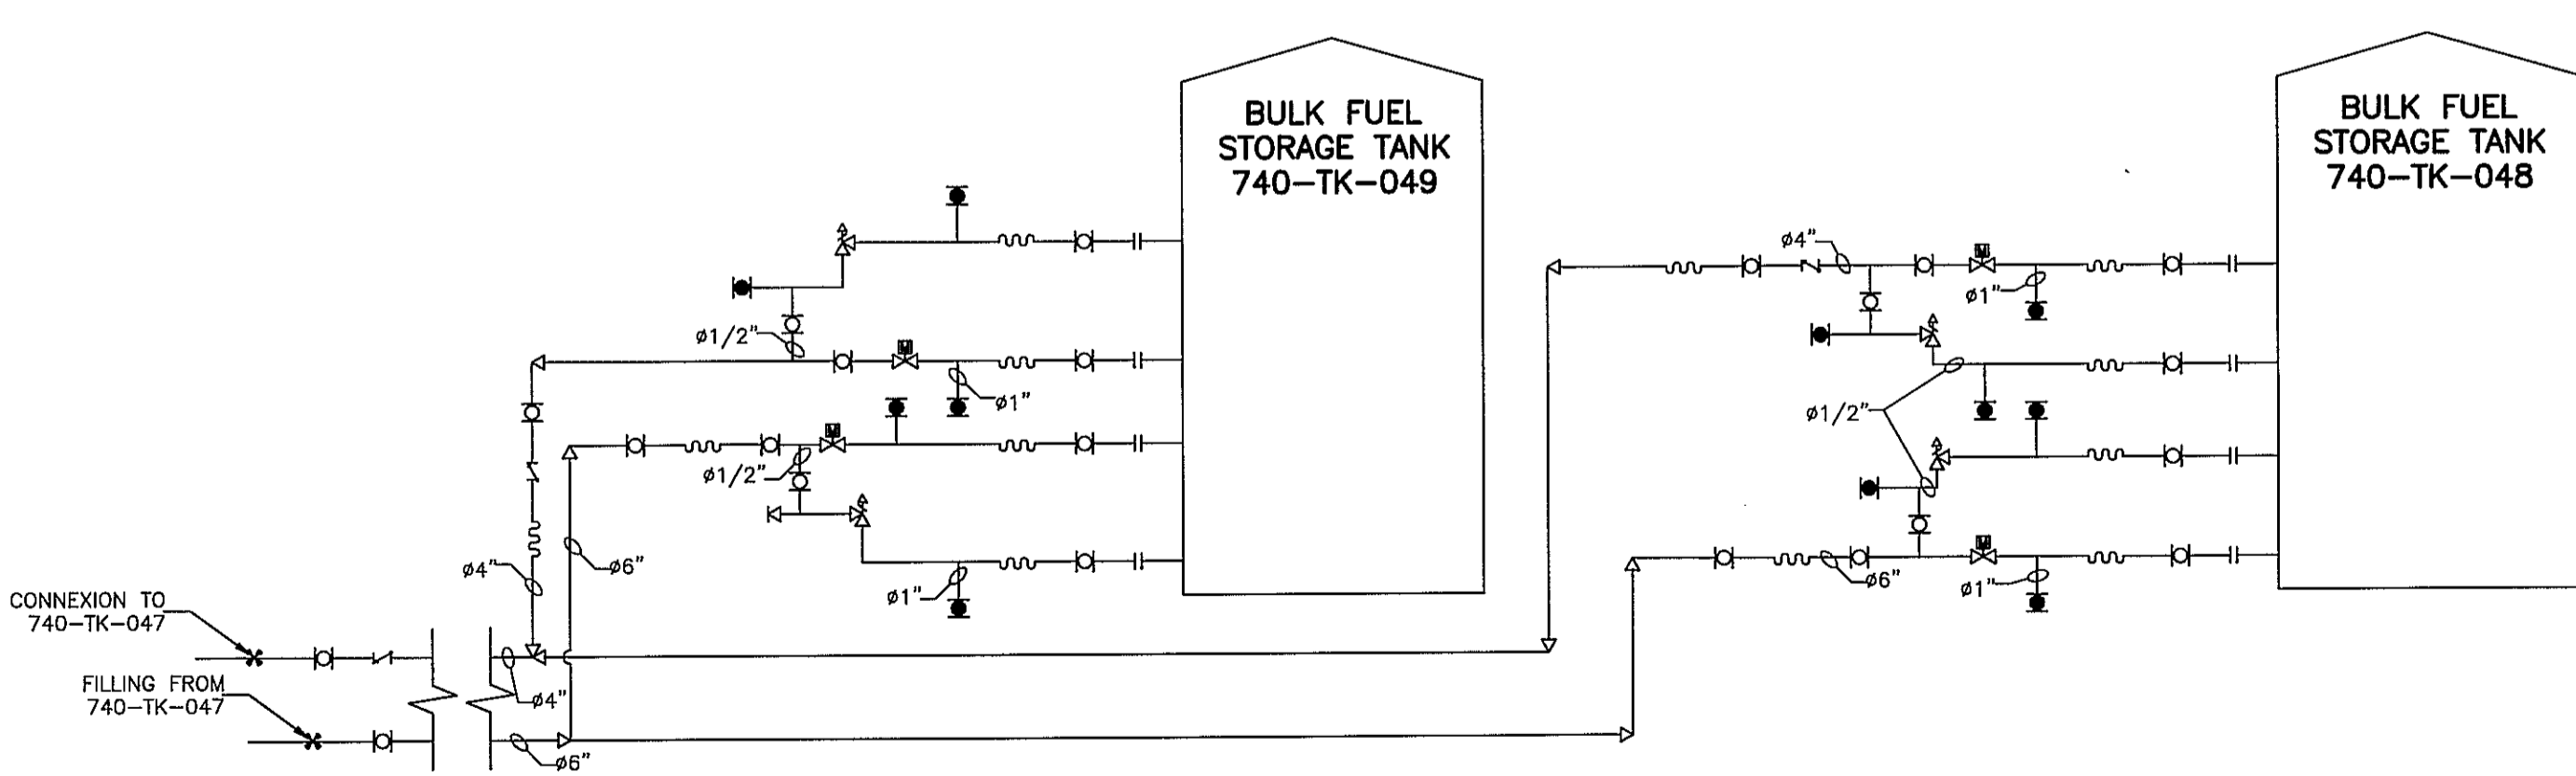 BULK FUEL
STORAGE TANK
740-TK-049
BULK FUEL
STORAGE TANK
740-TK-048
ø4"
ø1"
ø1/2"
M
M
ø1"
ø1/2"
M
ø1/2"
M
ø6"
ø4"
ø1"
M
ø6"
ø1"
CONNEXION TO
740-TK-047
FILLING FROM
740-TK-047
ø4"
ø6"